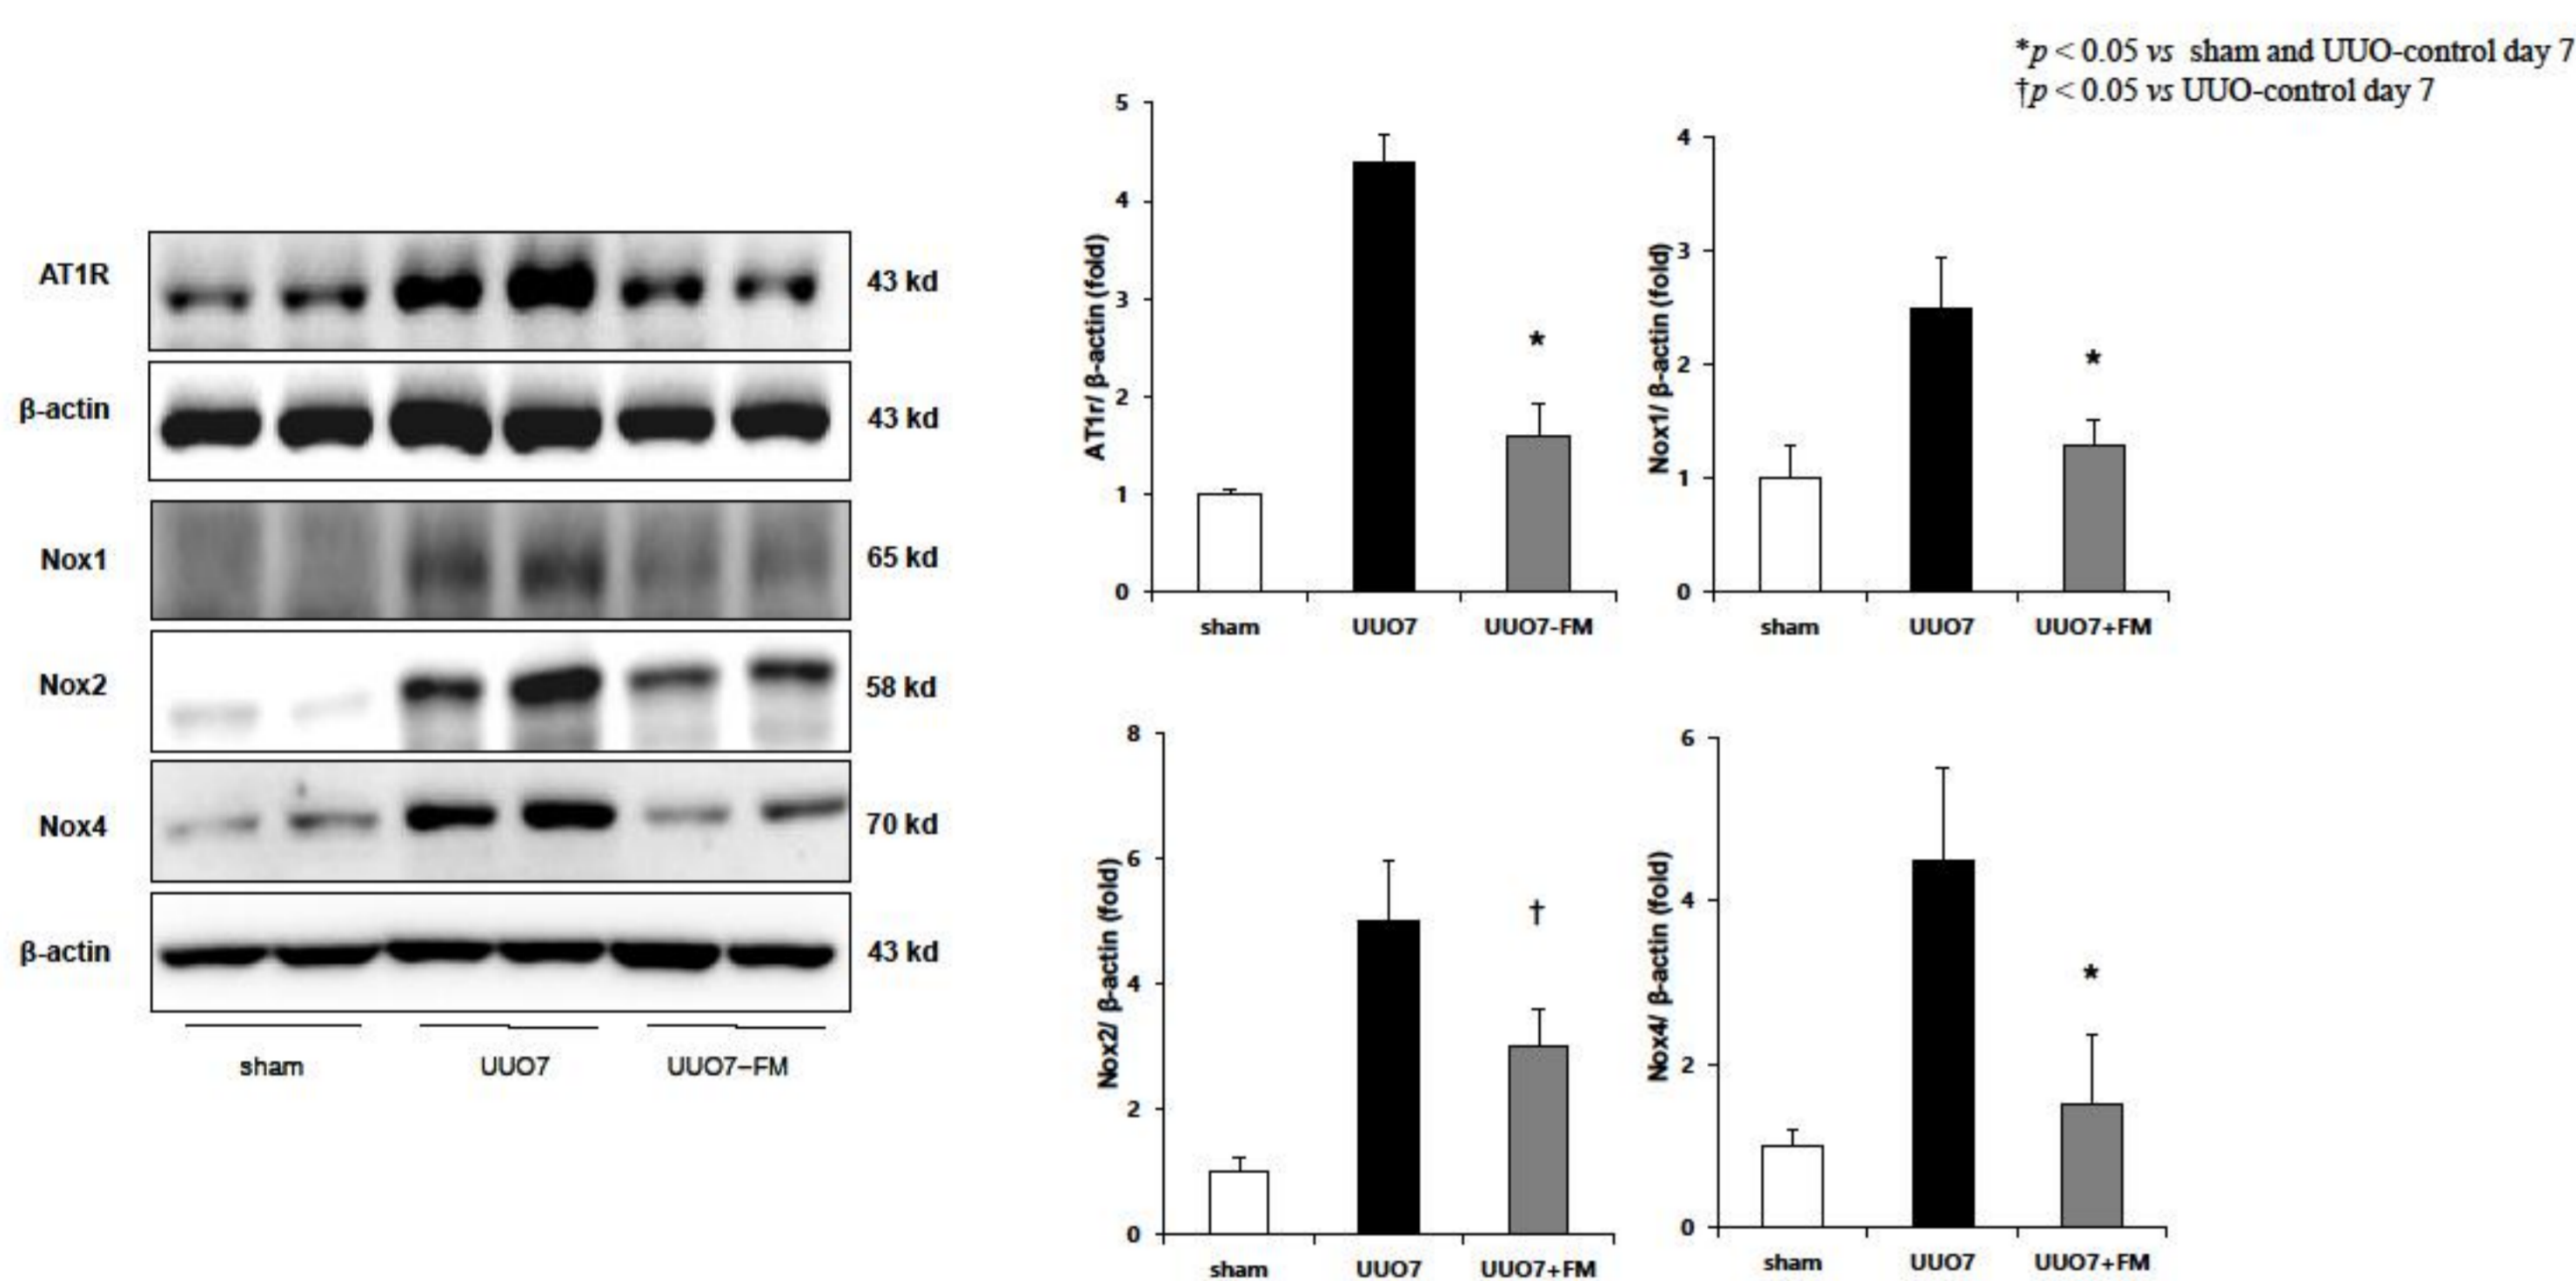 *p < 0.05 vs sham and UUO-control day 7
†p < 0.05 vs UUO-control day 7
AT1R
43 kd
β-actin
43 kd
Nox1
65 kd
Nox2
58 kd
Nox4
70 kd
β-actin
43 kd
sham
UUO7
UUO7–FM
AT1r/ β-actin (fold)
5
4
3
2
1
0
*
sham
UUO7
UUO7-FM
Nox1/ β-actin (fold)
4
3
2
1
0
*
sham
UUO7
UUO7+FM
Nox2/ β-actin (fold)
8
6
4
2
0
†
sham
UUO7
UUO7+FM
Nox4/ β-actin (fold)
6
4
2
0
*
sham
UUO7
UUO7+FM